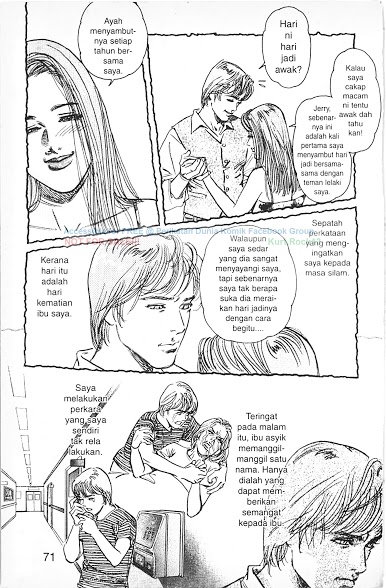 Hari
ni
hari
jadi
awak?
Ayah
menyambut-
nya setiap
tahun ber-
sama
saya.
Kalau
saya
cakap
macam
ni tentu
awak dah
tahu
kan!
Jerry,
sebenar-
nya ini
adalah kali
pertama saya
menyambut hari
jadi bersama-
sama dengan
teman lelaki
saya.
Sepatah
perkataan
yang meng-
ingatkan
saya kepada
masa silam.
Walaupun
saya sedar
yang dia sangat
menyayangi saya,
tapi sebenarnya
saya tak berapa
suka dia merai-
kan hari jadinya
dengan cara
begitu....
Kerana
hari itu
adalah
hari
kematian
ibu saya.
Saya
melakukan
perkara
yang saya
sendiri
tak rela
lakukan.
Teringat
pada malam
itu, ibu asyik
memanggil-
manggil satu
nama. Hanya
dialah yang
dapat mem-
berikan
semangat
kepada ibu.
71